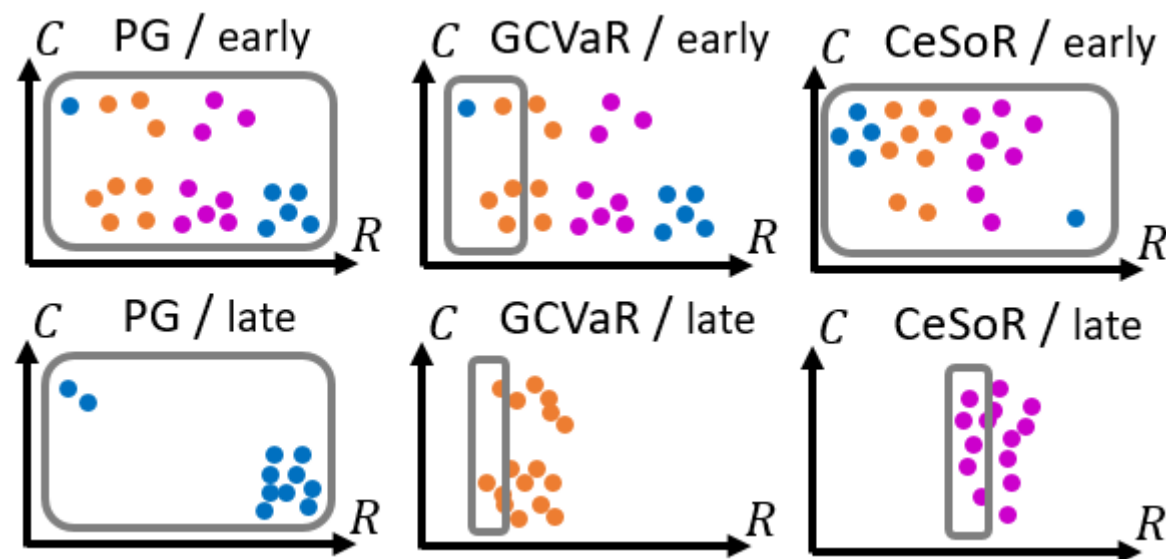 C PG / early
R
C GCVaR / early
R
C CeSoR / early
R
C PG / late
R
C GCVaR / late
R
C CeSoR / late
R